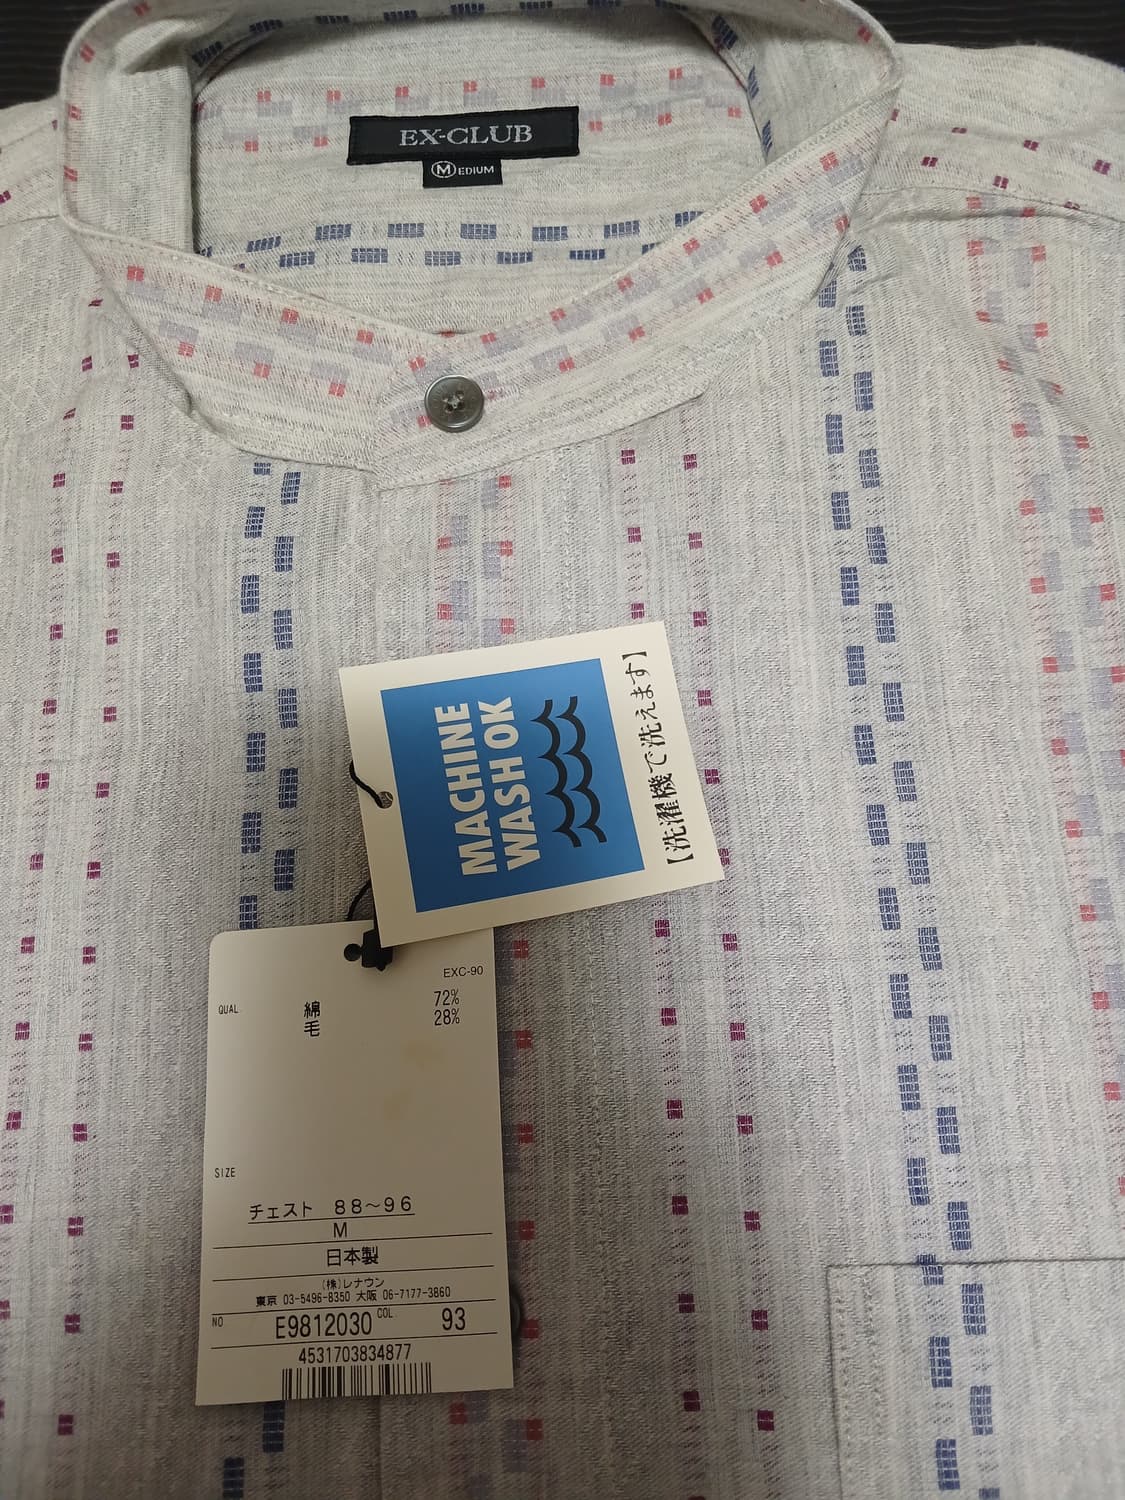 EX-CLUB
MEDIUM
MACHINE
WASH OK
【洗濯機で洗えます】
EXC-90
QUAL 綿 72%
毛 28%
SIZE
チェスト 88〜96
M
日本製
(株)レナウン
東京 03-5496-8350 大阪 06-7177-3860
NO E9812030 COL 93
4531703834877